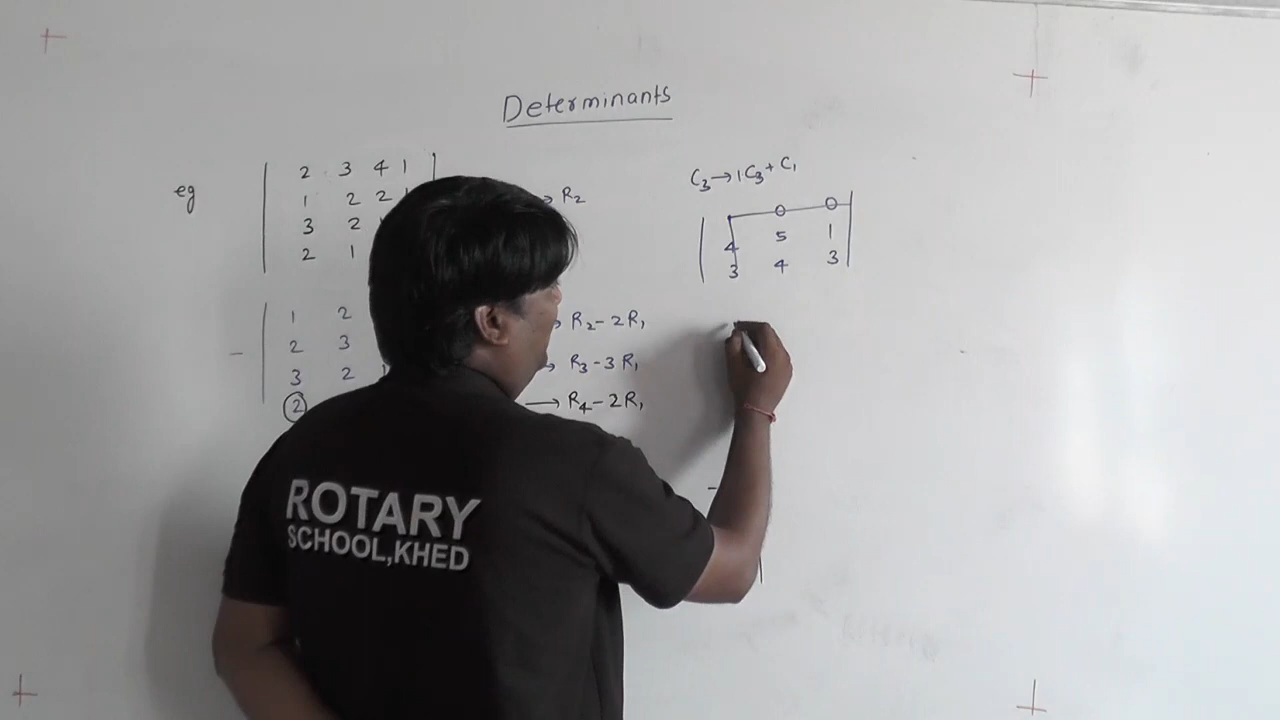 Determinants
eg
2 3 4 1
1 2 2
3 2
2 1
→ R₂
- 1 2
2 3
3 2
2
R₂ - 2R₁
→ R₃ - 3R₁
→ R₄ - 2R₁
C₃ → 1C₃ + C₁
0 0
4 5 1
3 4 3
ROTARY
SCHOOL,KHED